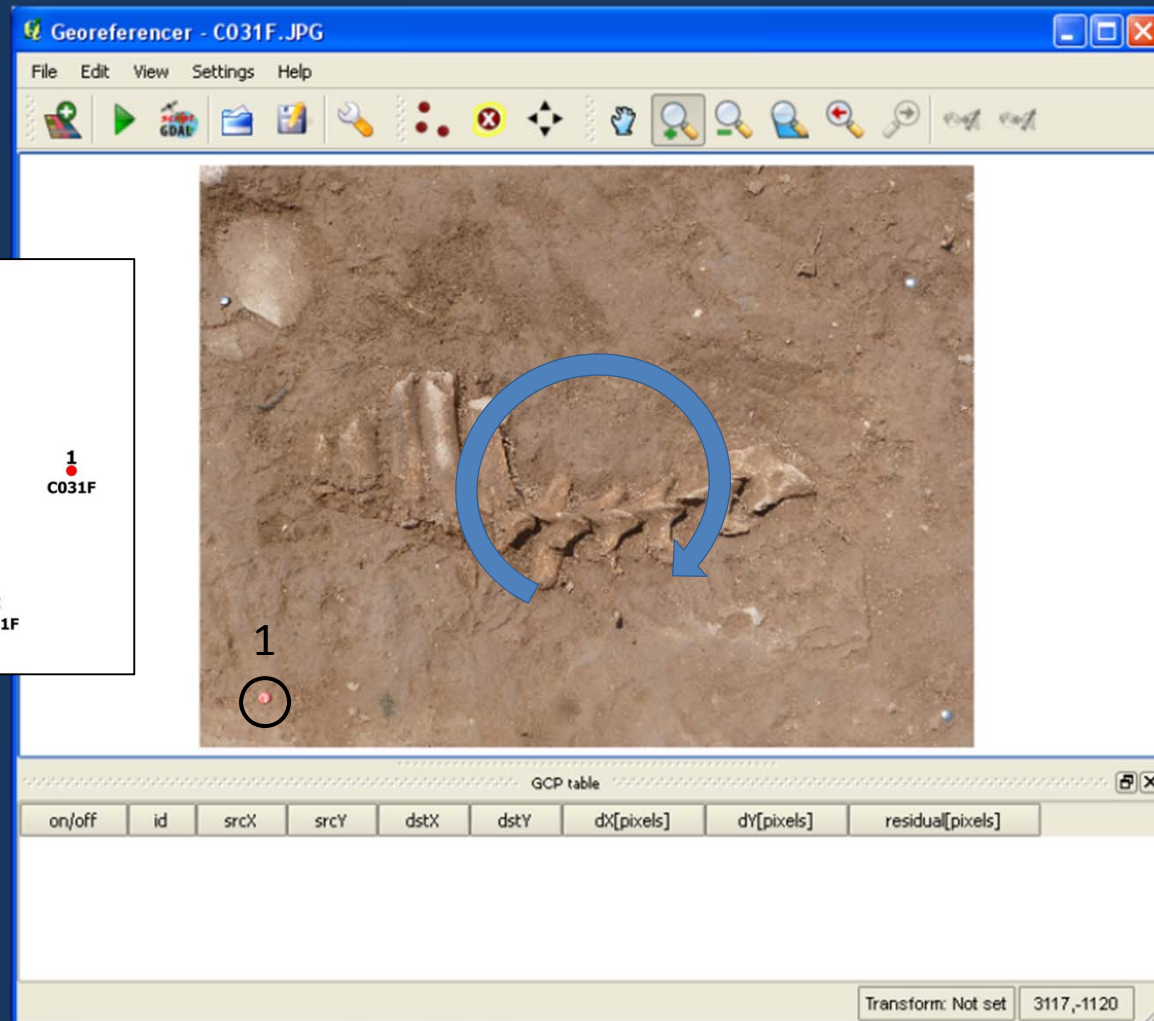 Georeferencer - C031F.JPG
File Edit View Settings Help
script
GDAL
1
C031F
1F
1
GCP table
on/off id srcX srcY dstX dstY dX[pixels] dY[pixels] residual[pixels]
Transform: Not set 3117,-1120